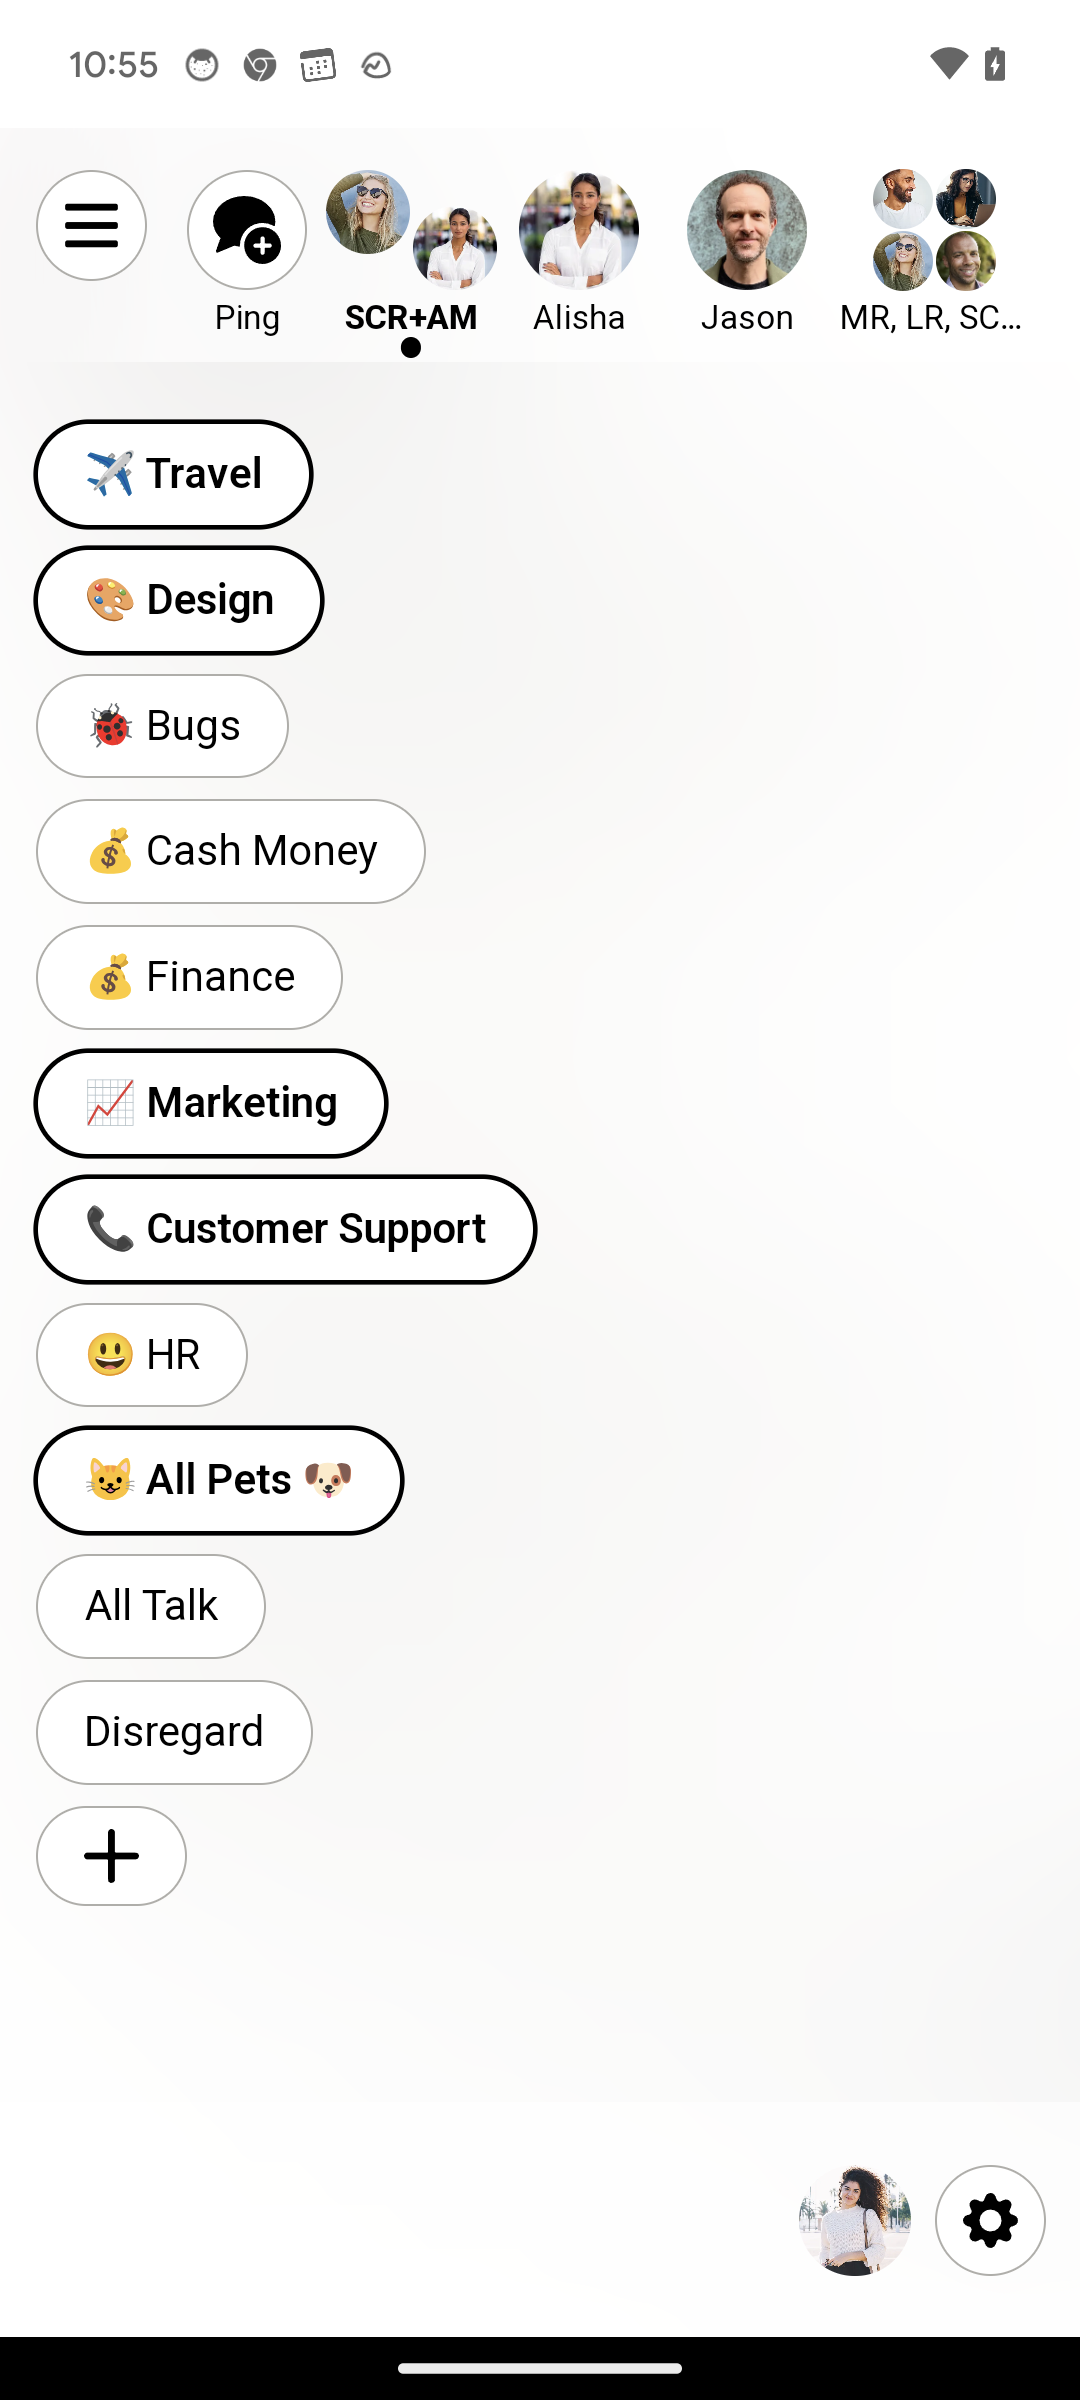 10:55
Ping
SCR+AM
Alisha
Jason
MR, LR, SC...
✈️ Travel
🎨 Design
🐞 Bugs
💰 Cash Money
💰 Finance
📈 Marketing
📞 Customer Support
😃 HR
😺 All Pets 🐶
All Talk
Disregard